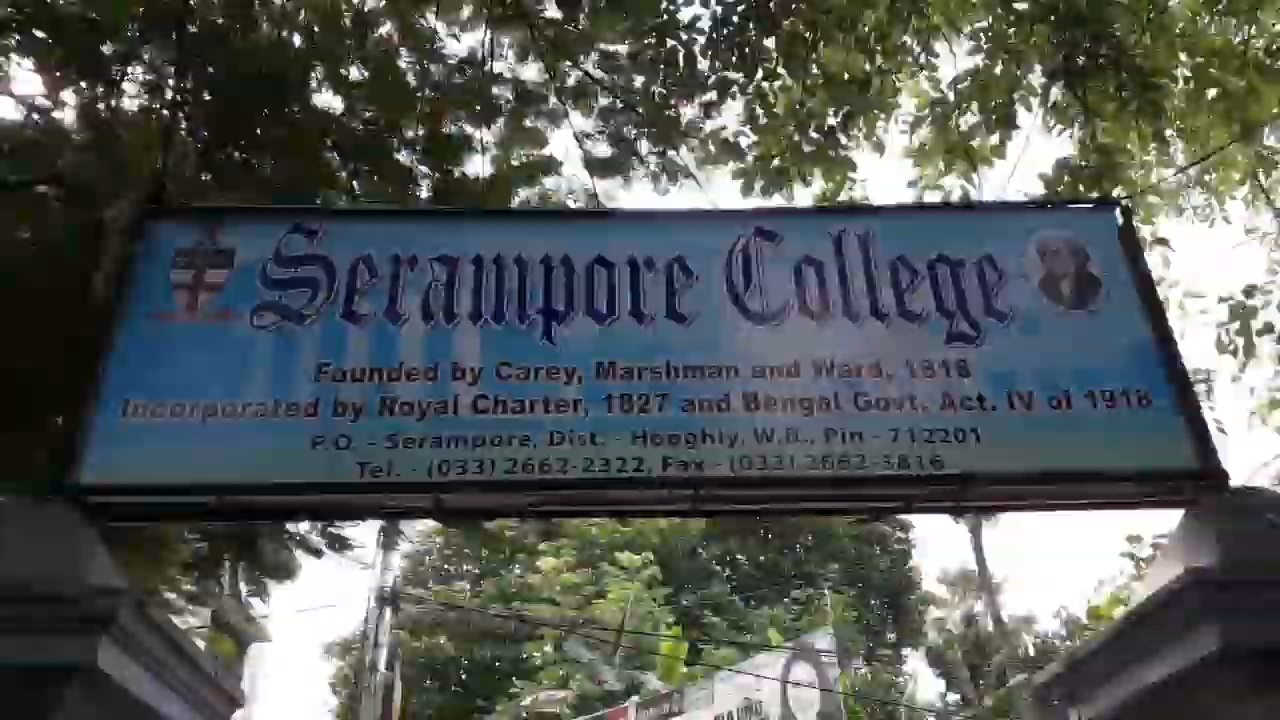 Serampore College
Founded by Carey, Marshman and Ward, 1818
Incorporated by Royal Charter, 1827 and Bengal Govt. Act. IV of 1918
P.O. - Serampore, Dist. - Hooghly, W.B., Pin - 712201
Tel. - (033) 2662-2322, Fax - (033) 2662-3816